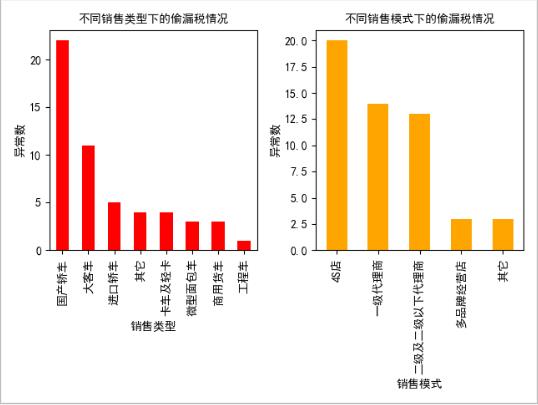 不同销售类型下的偷漏税情况
异常数
20
15
10
5
0
国产轿车
大客车
进口轿车
其它
卡车及轻卡
微型面包车
商用货车
工程车
销售类型
不同销售模式下的偷漏税情况
异常数
20.0
17.5
15.0
12.5
10.0
7.5
5.0
2.5
0.0
4S店
一级代理商
二级及二级以下代理商
多品牌经营店
其它
销售模式